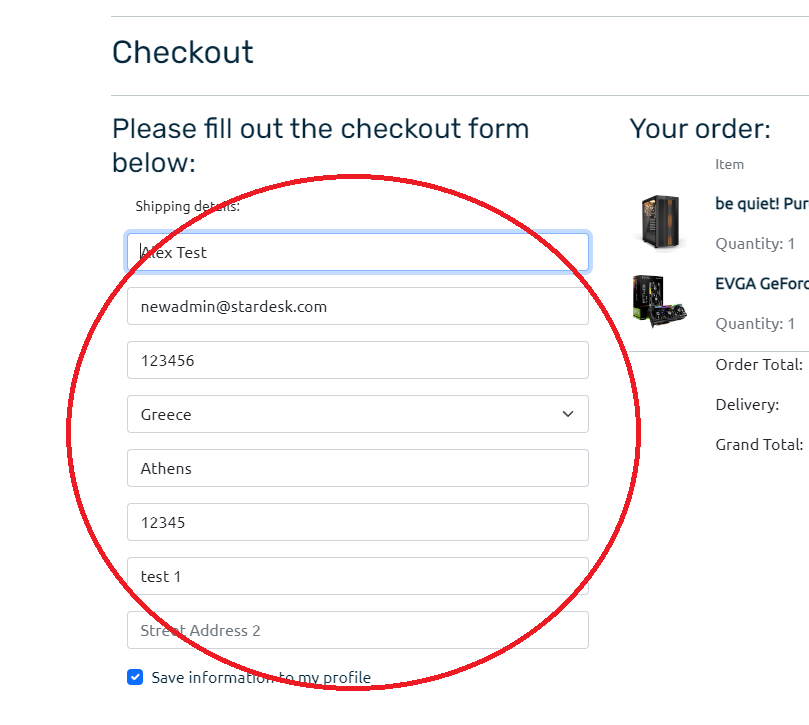 Checkout
Please fill out the checkout form
below:
Shipping details:
Alex Test
newadmin@stardesk.com
123456
Greece
Athens
12345
test 1
Street Address 2
Save information to my profile
Your order:
Item
be quiet! Pur
Quantity: 1
EVGA GeForc
Quantity: 1
Order Total:
Delivery:
Grand Total: